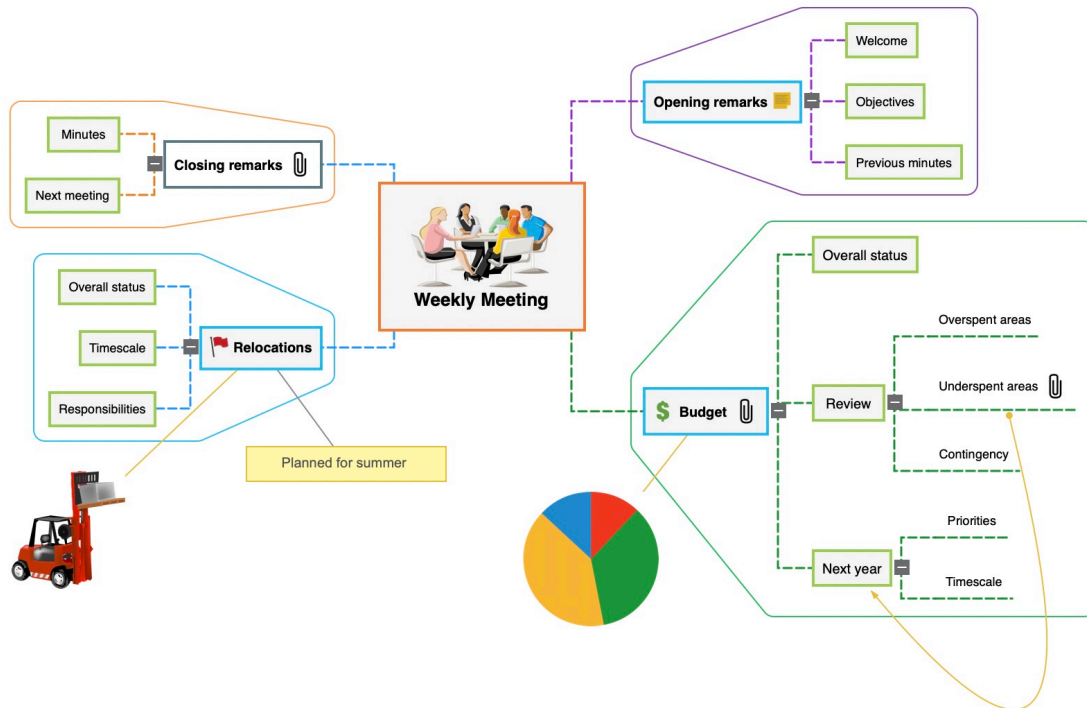 Weekly Meeting
Opening remarks
Welcome
Objectives
Previous minutes
$ Budget
Overall status
Review
Overspent areas
Underspent areas
Contingency
Next year
Priorities
Timescale
Relocations
Overall status
Timescale
Responsibilities
Planned for summer
Closing remarks
Minutes
Next meeting